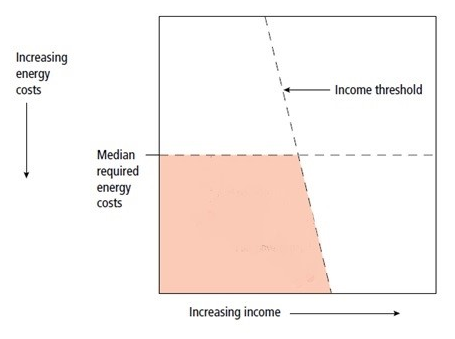 Increasing
energy
costs
Income threshold
Median
required
energy
costs
Increasing income